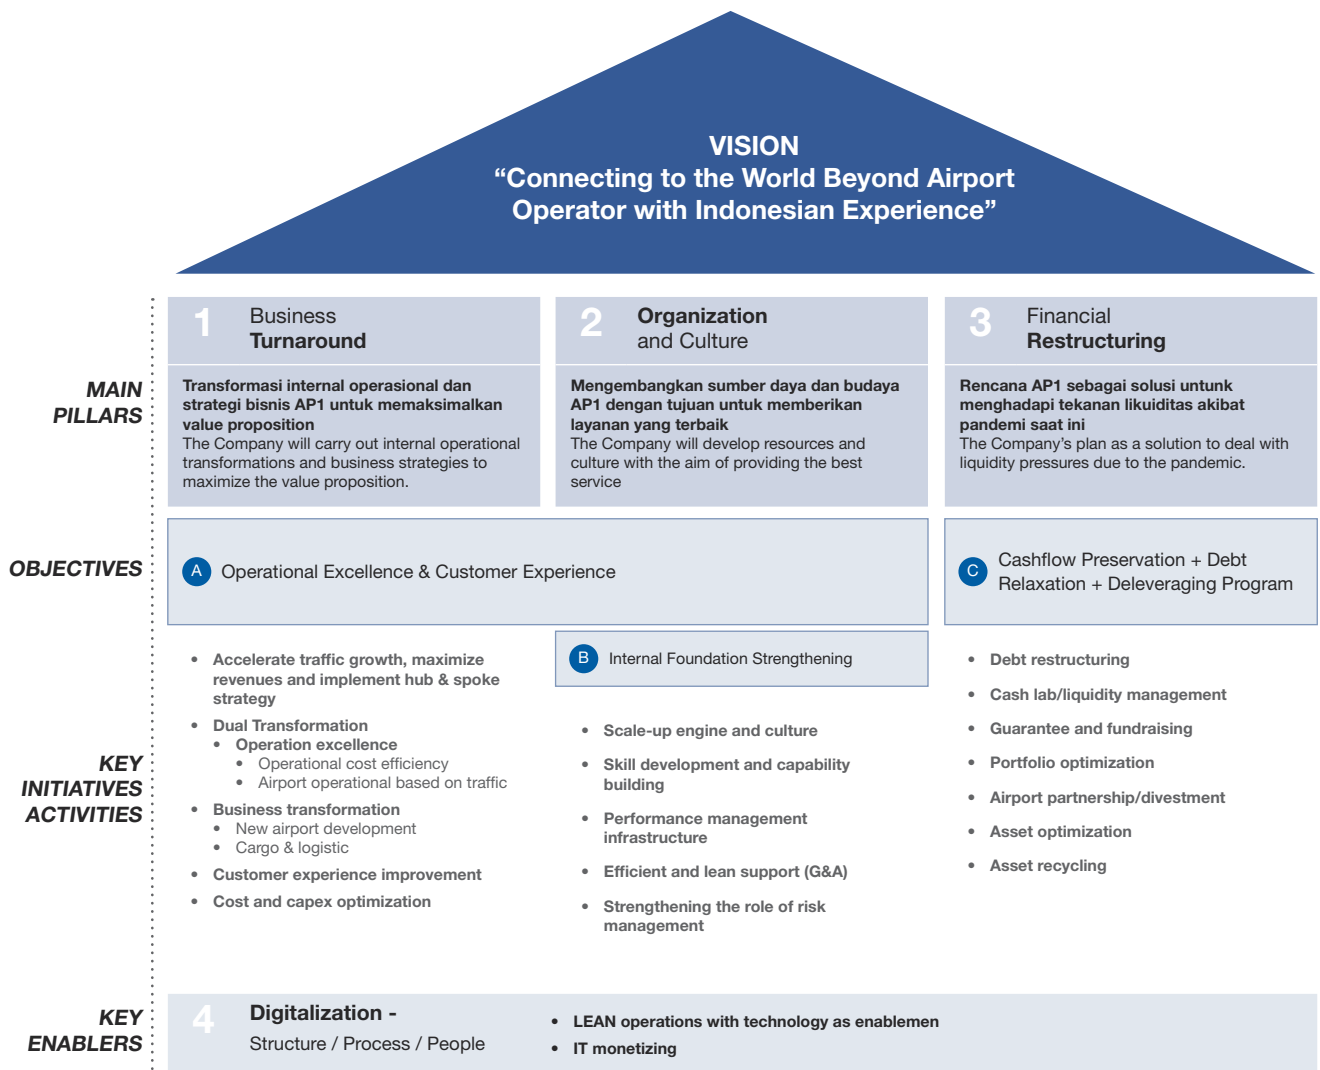 VISION
“Connecting to the World Beyond Airport
Operator with Indonesian Experience”
MAIN
PILLARS
1
Business
Turnaround
Transformasi internal operasional dan
strategi bisnis AP1 untuk memaksimalkan
value proposition
The Company will carry out internal operational
transformations and business strategies to
maximize the value proposition.
2
Organization
and Culture
Mengembangkan sumber daya dan budaya
AP1 dengan tujuan untuk memberikan
layanan yang terbaik
The Company will develop resources and
culture with the aim of providing the best
service
3
Financial
Restructuring
Rencana AP1 sebagai solusi untunk
menghadapi tekanan likuiditas akibat
pandemi saat ini
The Company’s plan as a solution to deal with
liquidity pressures due to the pandemic.
OBJECTIVES
A Operational Excellence & Customer Experience
B Internal Foundation Strengthening
C Cashflow Preservation + Debt
Relaxation + Deleveraging Program
KEY
INITIATIVES
ACTIVITIES
• Accelerate traffic growth, maximize
revenues and implement hub & spoke
strategy
• Dual Transformation
• Operation excellence
• Operational cost efficiency
• Airport operational based on traffic
• Business transformation
• New airport development
• Cargo & logistic
• Customer experience improvement
• Cost and capex optimization
• Scale-up engine and culture
• Skill development and capability
building
• Performance management
infrastructure
• Efficient and lean support (G&A)
• Strengthening the role of risk
management
• Debt restructuring
• Cash lab/liquidity management
• Guarantee and fundraising
• Portfolio optimization
• Airport partnership/divestment
• Asset optimization
• Asset recycling
KEY
ENABLERS
4
Digitalization -
Structure / Process / People
• LEAN operations with technology as enablemen
• IT monetizing